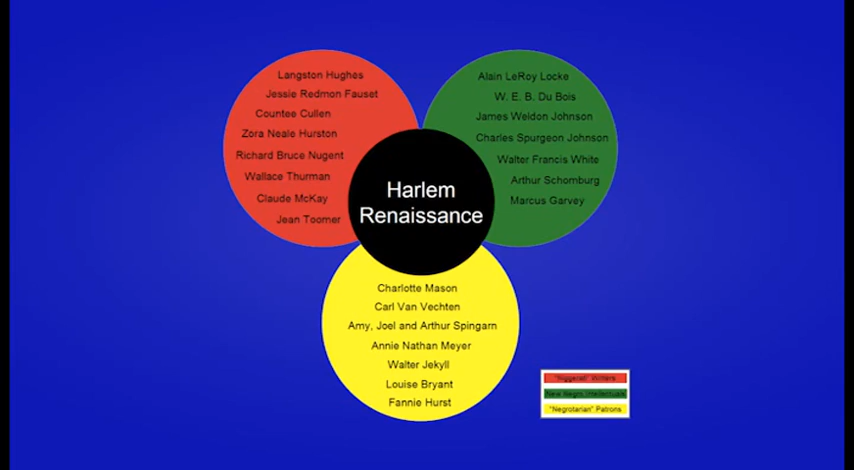 Langston Hughes
Jessie Redmon Fauset
Countee Cullen
Zora Neale Hurston
Richard Bruce Nugent
Wallace Thurman
Claude McKay
Jean Toomer
Alain LeRoy Locke
W. E. B. Du Bois
James Weldon Johnson
Charles Spurgeon Johnson
Walter Francis White
Arthur Schomburg
Marcus Garvey
Harlem
Renaissance
Charlotte Mason
Carl Van Vechten
Amy, Joel and Arthur Spingarn
Annie Nathan Meyer
Walter Jekyll
Louise Bryant
Fannie Hurst
"Niggerati" Writers
New Negro Intellectuals
"Negrotarian" Patrons